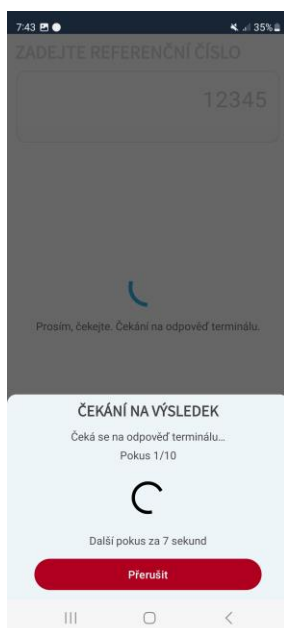 7:43 35%
ZADEJTE REFERENČNÍ ČÍSLO
12345
Prosím, čekejte. Čekání na odpověď terminálu.
ČEKÁNÍ NA VÝSLEDEK
Čeká se na odpověď terminálu...
Pokus 1/10
Další pokus za 7 sekund
Přerušit